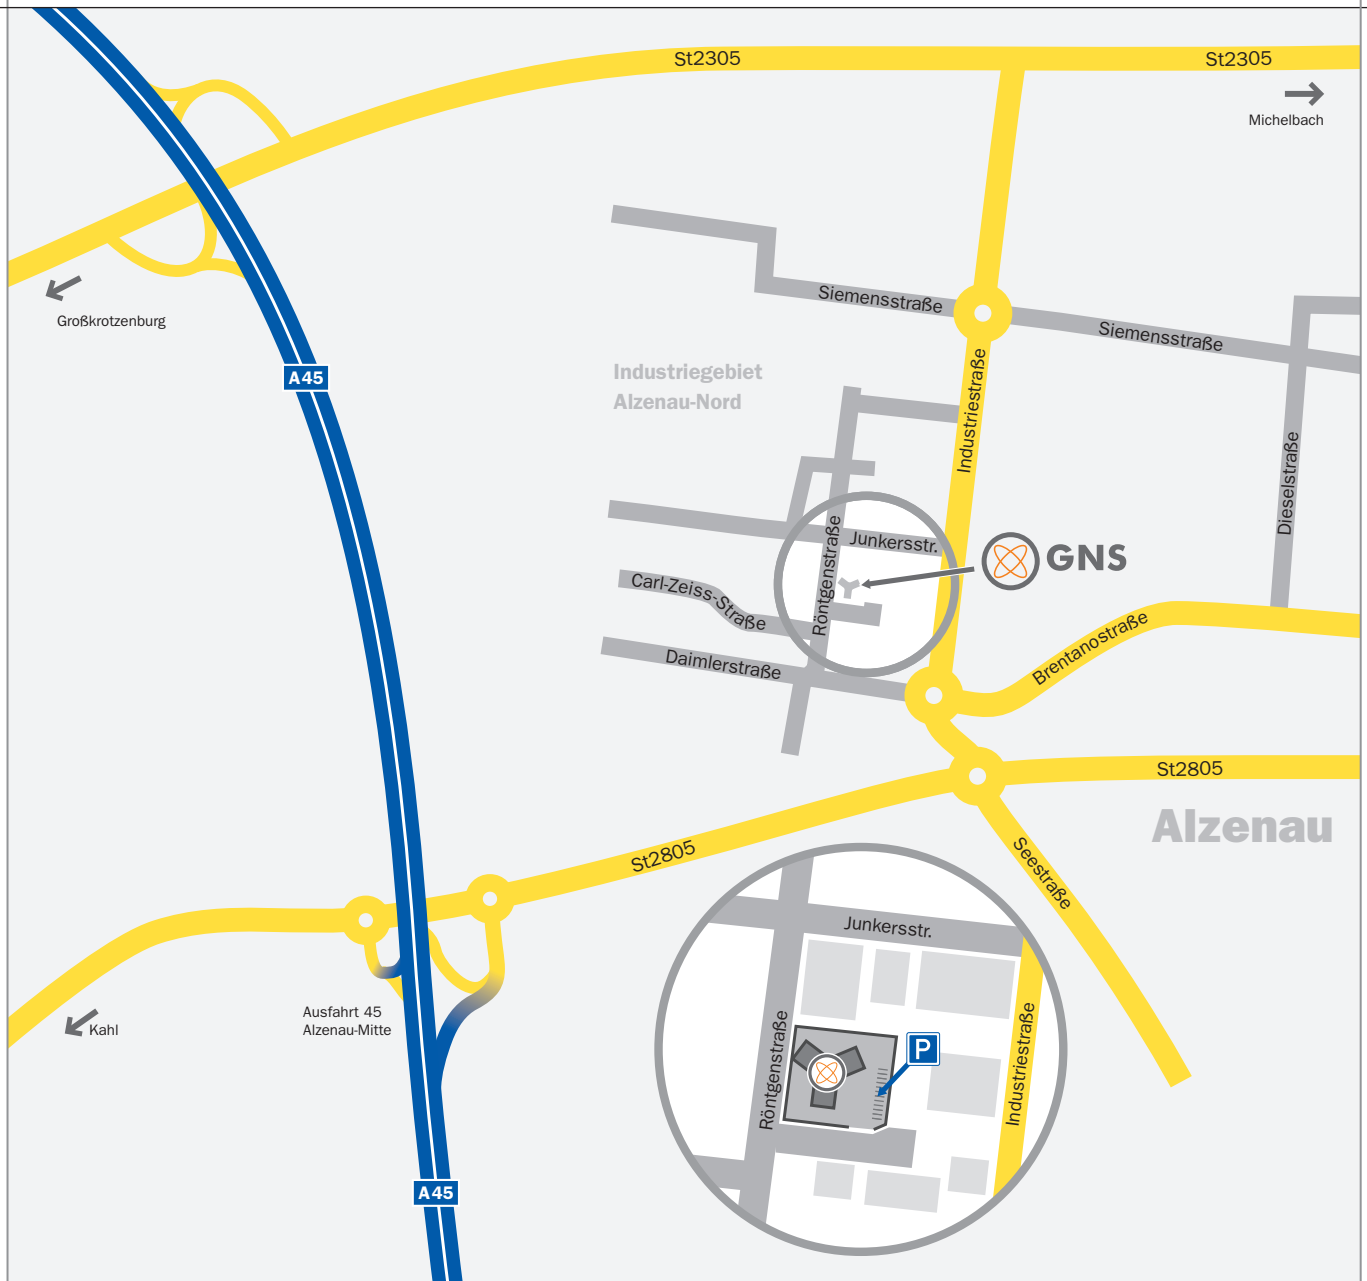 St2305
St2305
Michelbach
Großkrotzenburg
Siemensstraße
Siemensstraße
A45
Industriegebiet
Alzenau-Nord
Industriestraße
Dieselstraße
Röntgenstraße
Junkersstr.
GNS
Carl-Zeiss-Straße
Daimlerstraße
Brentanostraße
St2805
Alzenau
St2805
Seestraße
Junkersstr.
Ausfahrt 45
Alzenau-Mitte
Kahl
Röntgenstraße
P
Industriestraße
A45